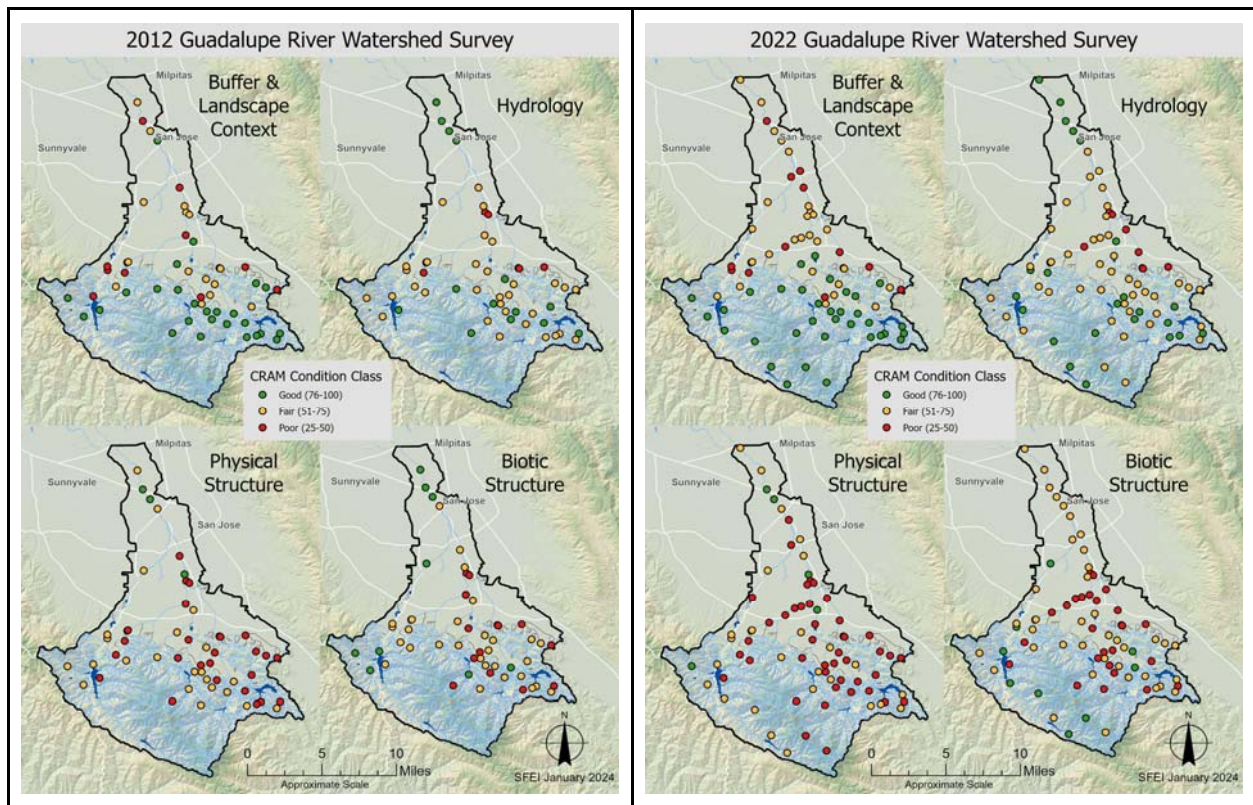 2012 Guadalupe River Watershed Survey
Milpitas
Buffer &
Landscape
Context
San Jose
Sunnyvale
Milpitas
Hydrology
San Jose
Sunnyvale
CRAM Condition Class
Good (76-100)
Fair (51-75)
Poor (25-50)
Milpitas
Physical
Structure
Sunnyvale
San Jose
Milpitas
Biotic
Structure
Sunnyvale
San Jose
0 5 10
Miles
Approximate Scale
N
SFEI January 2024
2022 Guadalupe River Watershed Survey
Milpitas
Buffer &
Landscape
Context
San Jose
Sunnyvale
Milpitas
Hydrology
San Jose
Sunnyvale
CRAM Condition Class
Good (76-100)
Fair (51-75)
Poor (25-50)
Milpitas
Physical
Structure
Sunnyvale
San Jose
Milpitas
Biotic
Structure
Sunnyvale
San Jose
0 5 10
Miles
Approximate Scale
N
SFEI January 2024